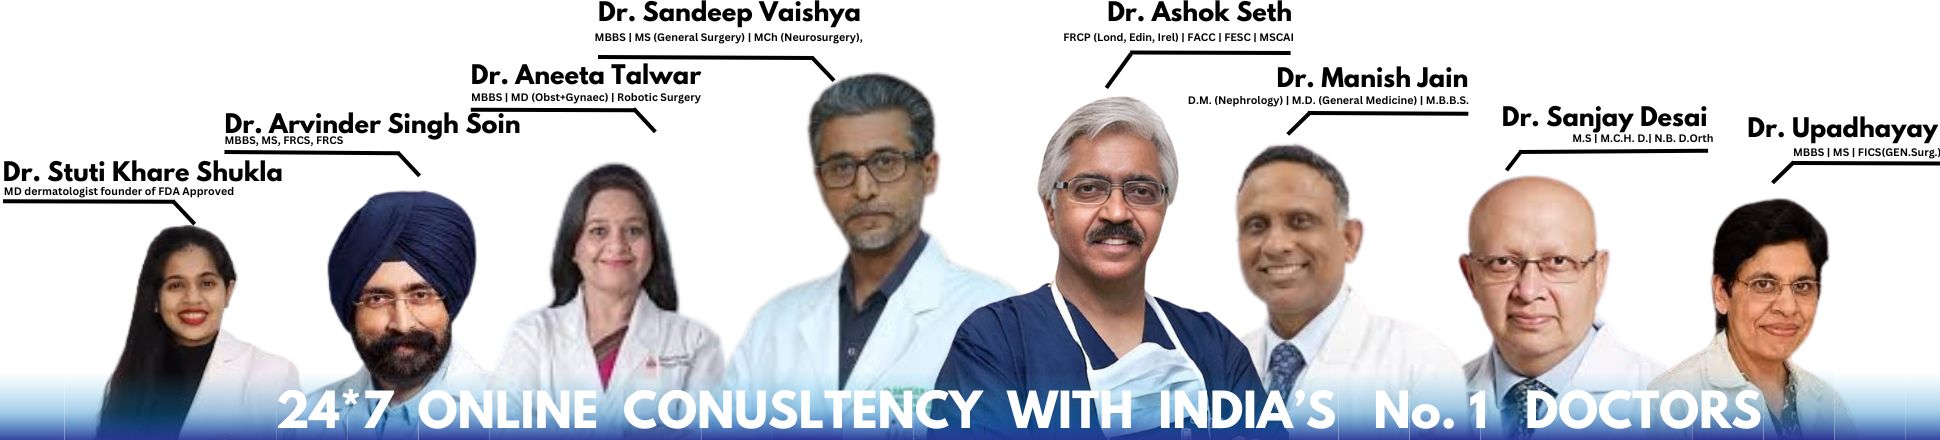 Dr. Sandeep Vaishya
MBBS | MS (General Surgery) | MCh (Neurosurgery),
Dr. Ashok Seth
FRCP (Lond, Edin, Irel) | FACC | FESC | MSCAI
Dr. Aneeta Talwar
MBBS | MD (Obst+Gynaec) | Robotic Surgery
Dr. Manish Jain
D.M. (Nephrology) | M.D. (General Medicine) | M.B.B.S.
Dr. Arvinder Singh Soin
MBBS, MS, FRCS, FRCS
Dr. Sanjay Desai
M.S | M.C.H. D.| N.B. D.Orth
Dr. Upadhayay
MBBS | MS | FICS(GEN.Surg.)
Dr. Stuti Khare Shukla
MD dermatologist founder of FDA Approved
24*7 ONLINE CONUSLTENCY WITH INDIA'S No. 1 DOCTORS